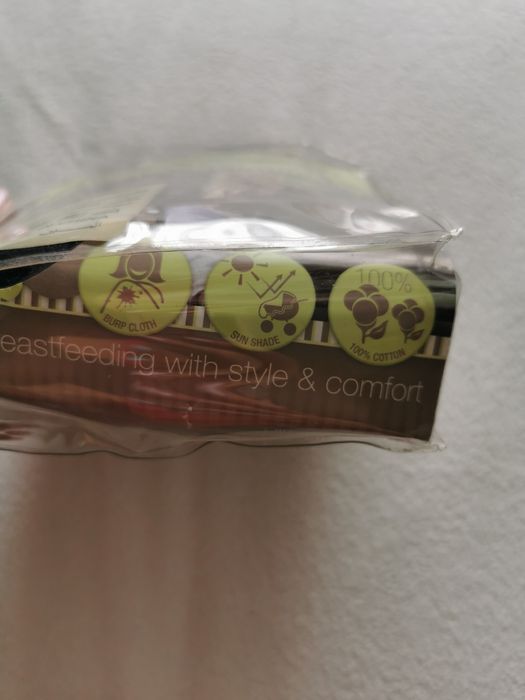 100%
BURP CLOTH
SUN SHADE
100% COTTON
eastfeeding with style & comfort